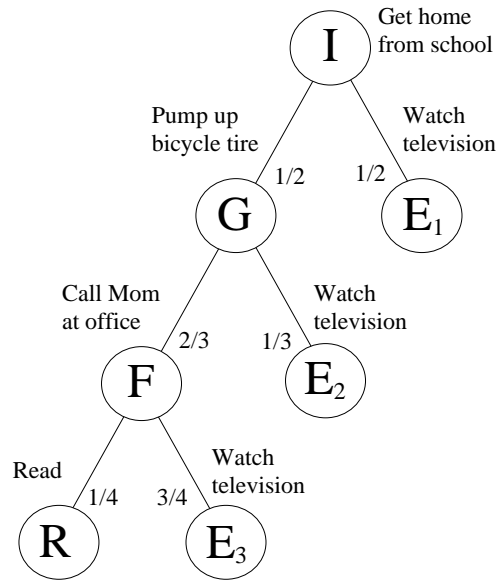 Get home
from school
I
Pump up
bicycle tire
Watch
television
1/2
1/2
G
E1
Call Mom
at office
Watch
television
2/3
1/3
F
E2
Read
Watch
television
1/4
3/4
R
E3